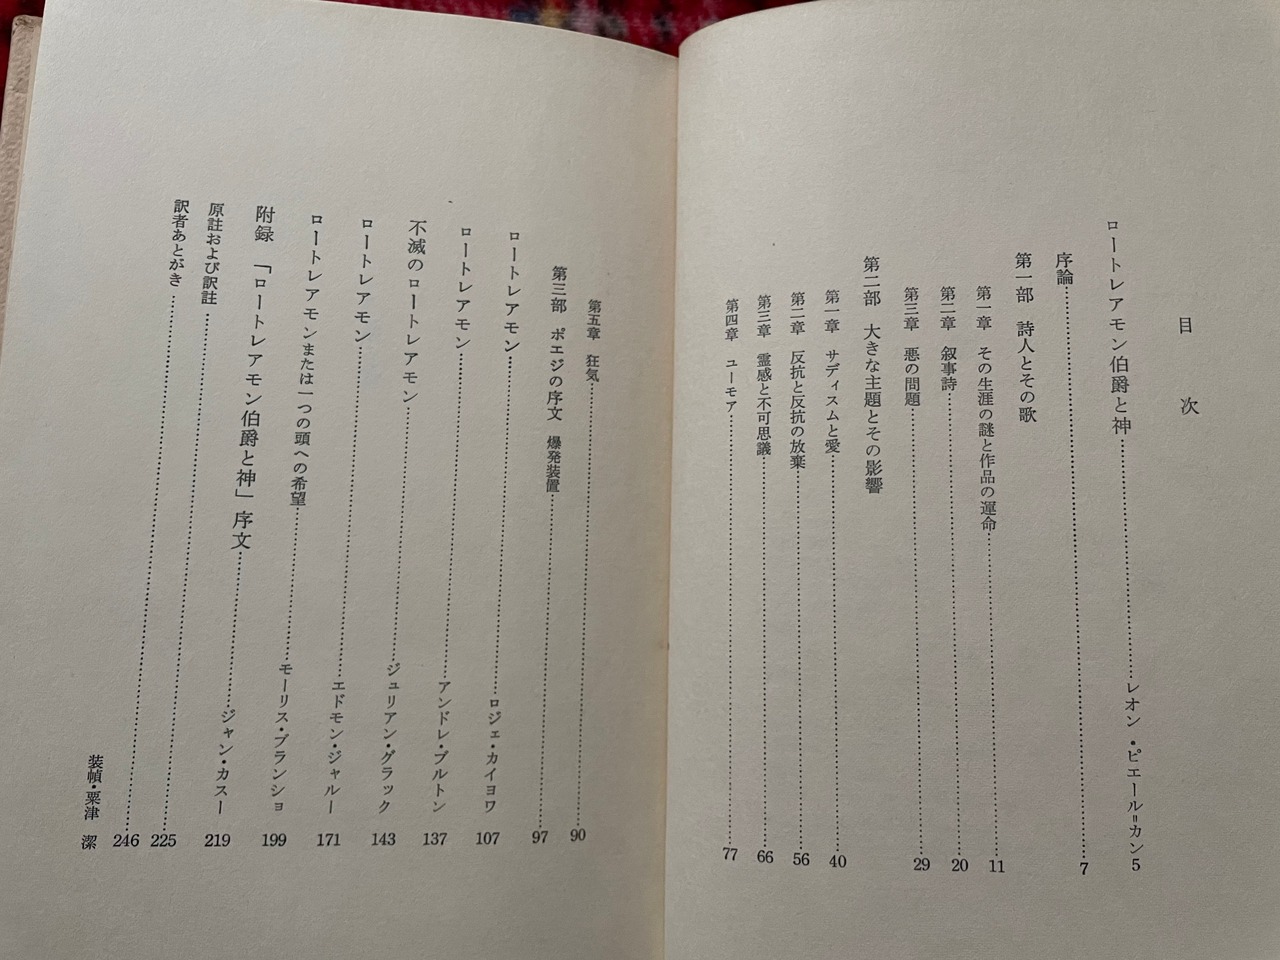 目次
ロートレアモン伯爵と神……レオン・ピエール＝カン 5
序論……7
第一部 詩人とその歌
第一章 その生涯の謎と作品の運命……11
第二章 叙事詩……20
第三章 悪の問題……29
第二部 大きな主題とその影響
第一章 サディスムと愛……40
第二章 反抗と反抗の放棄……56
第三章 霊感と不可思議……66
第四章 ユーモア……77
第五章 狂気……90
第三部 ポエジの序文 爆発装置……97
ロートレアモン……ロジェ・カイヨワ 107
ロートレアモン……アンドレ・ブルトン 137
不滅のロートレアモン……ジュリアン・グラック 143
ロートレアモン……エドモン・ジャルー 171
ロートレアモンまたは一つの頭への希望……モーリス・ブランショ 199
附録 「ロートレアモン伯爵と神」序文……ジャン・カスー 219
原註および訳註……225
訳者あとがき……246
装幀・粟津 潔